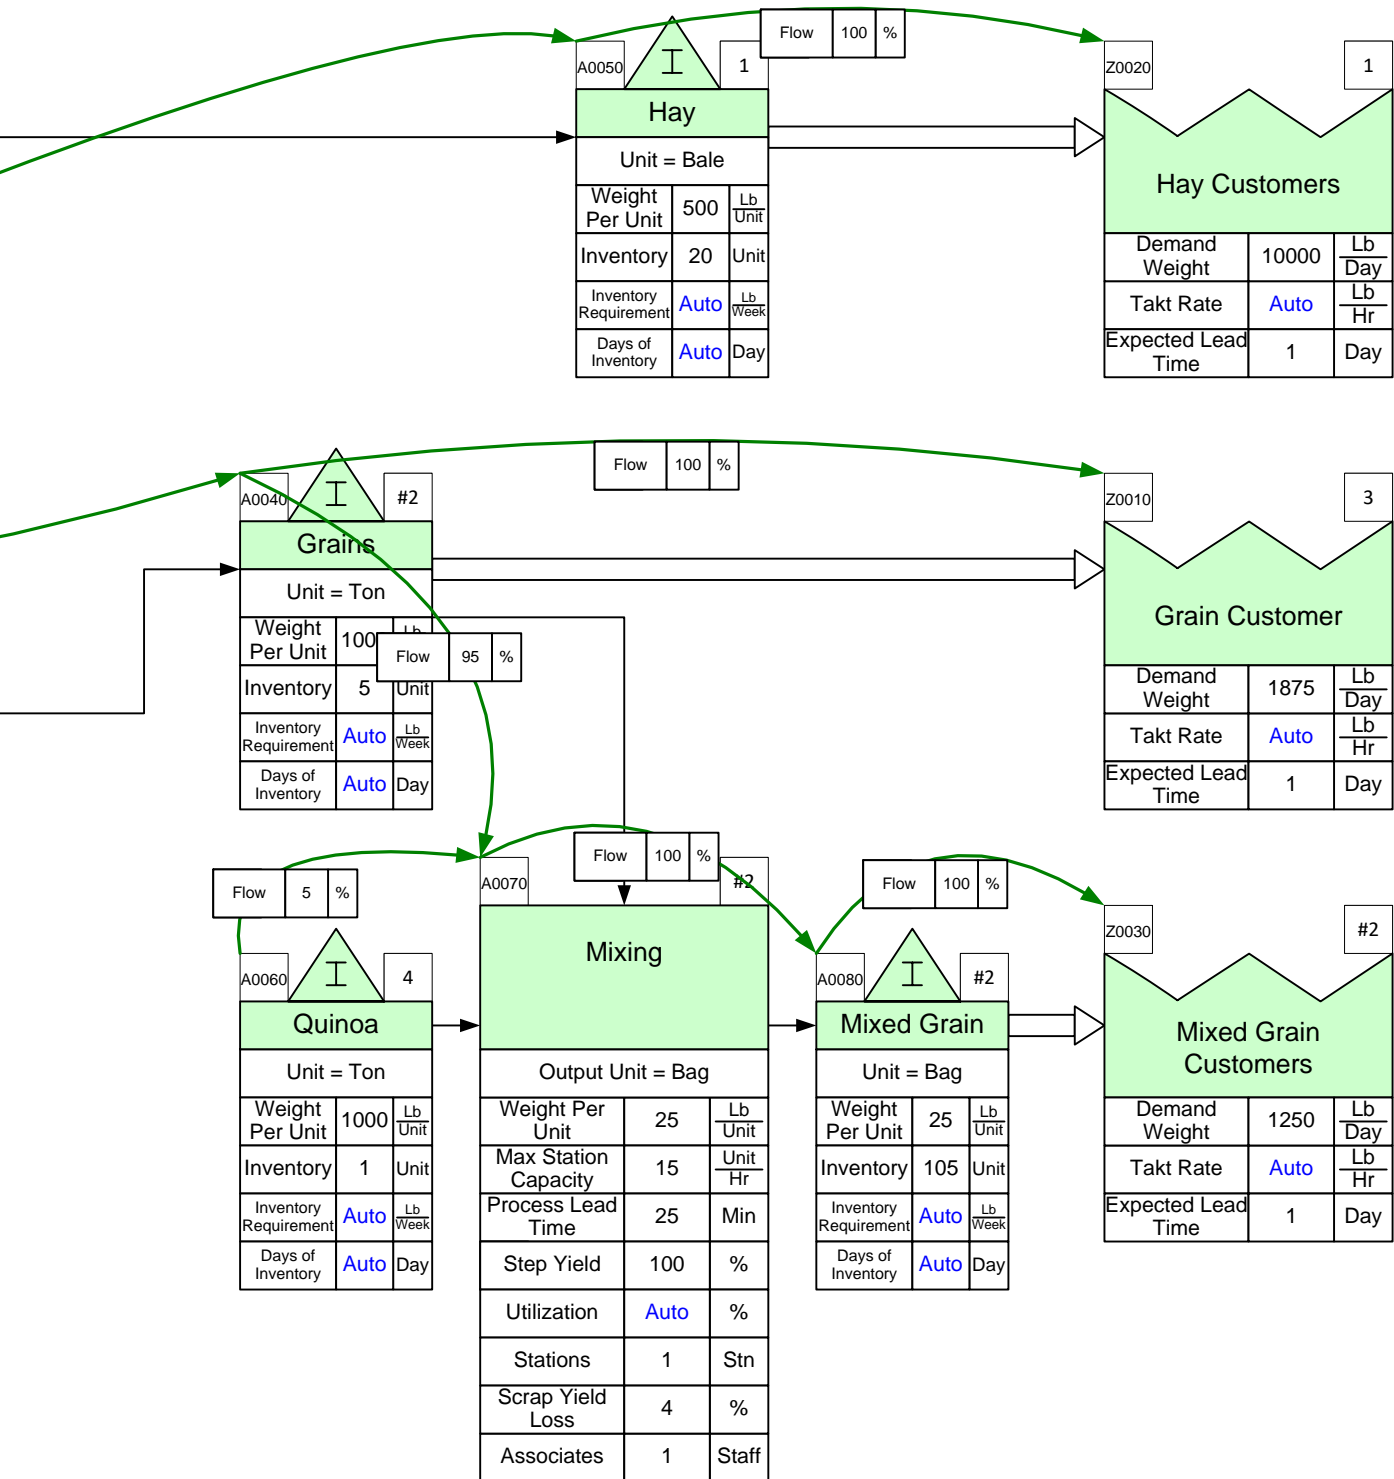 Flow 100 %
A0050 I 1
Hay
Unit = Bale
Weight Per Unit 500 Lb Unit
Inventory 20 Unit
Inventory Requirement Auto Lb Week
Days of Inventory Auto Day
Z0020 1
Hay Customers
Demand Weight 10000 Lb Day
Takt Rate Auto Lb Hr
Expected Lead Time 1 Day
Flow 100 %
A0040 I #2
Grains
Unit = Ton
Weight Per Unit 100
Inventory 5 Unit
Inventory Requirement Auto Lb Week
Days of Inventory Auto Day
Flow 95 %
Z0010 3
Grain Customer
Demand Weight 1875 Lb Day
Takt Rate Auto Lb Hr
Expected Lead Time 1 Day
Flow 5 %
A0060 I 4
Quinoa
Unit = Ton
Weight Per Unit 1000 Lb Unit
Inventory 1 Unit
Inventory Requirement Auto Lb Week
Days of Inventory Auto Day
Flow 100 %
A0070 #2
Mixing
Output Unit = Bag
Weight Per Unit 25 Lb Unit
Max Station Capacity 15 Unit Hr
Process Lead Time 25 Min
Step Yield 100 %
Utilization Auto %
Stations 1 Stn
Scrap Yield Loss 4 %
Associates 1 Staff
Flow 100 %
A0080 I #2
Mixed Grain
Unit = Bag
Weight Per Unit 25 Lb Unit
Inventory 105 Unit
Inventory Requirement Auto Lb Week
Days of Inventory Auto Day
Z0030 #2
Mixed Grain
Customers
Demand Weight 1250 Lb Day
Takt Rate Auto Lb Hr
Expected Lead Time 1 Day